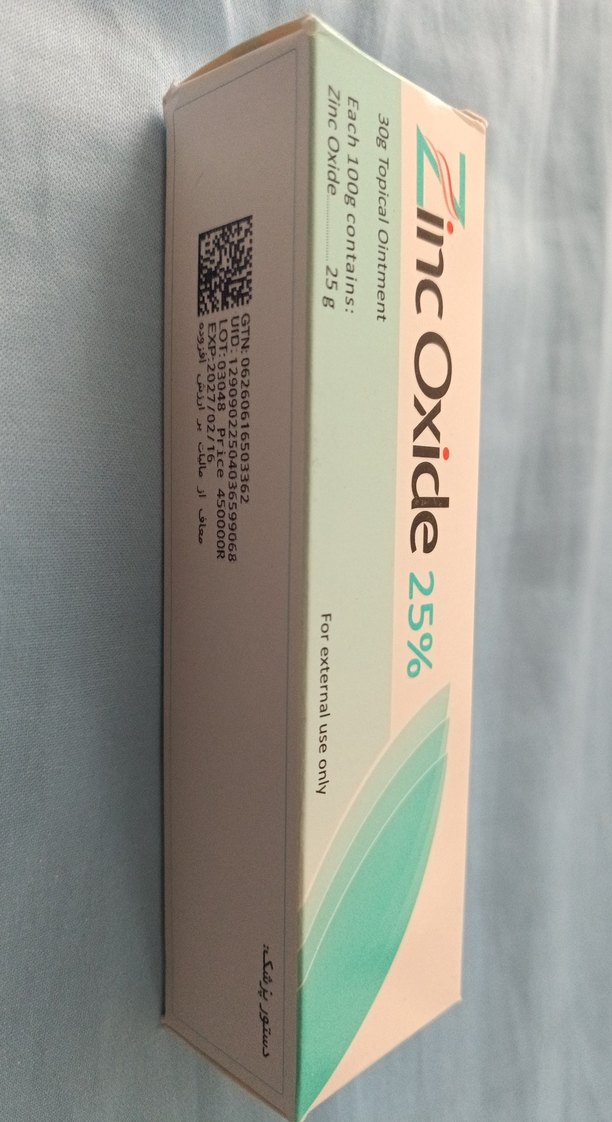 Zinc Oxide 25%
30g Topical Ointment
Each 100g contains:
Zinc Oxide ............... 25 g
For external use only
GTN: 06260616503362
UID: 12909022504036599068
LOT: 03048 Price 450000R
EXP: 2027/02/16
معاف از مالیات بر ارزش افزوده
دستور پزشک: